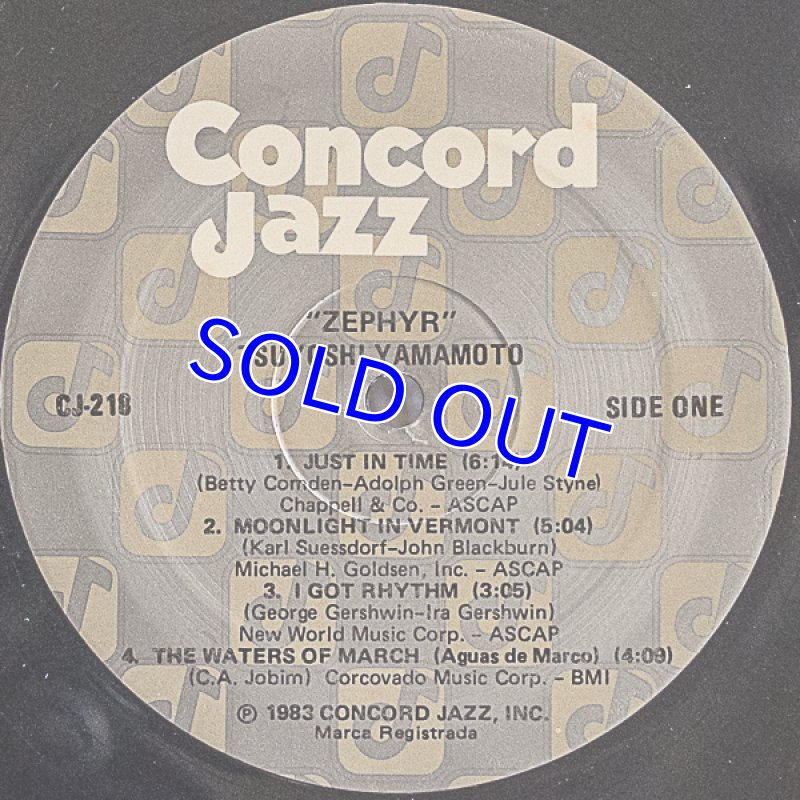 Concord
Jazz
"ZEPHYR"
TSUYOSHI YAMAMOTO
SOLD OUT
CJ-218
SIDE ONE
1. JUST IN TIME (6:14)
(Betty Comden-Adolph Green-Jule Styne)
Chappell & Co. - ASCAP
2. MOONLIGHT IN VERMONT (5:04)
(Karl Suessdorf-John Blackburn)
Michael H. Goldsen, Inc. - ASCAP
3. I GOT RHYTHM (3:05)
(George Gershwin-Ira Gershwin)
New World Music Corp. - ASCAP
4. THE WATERS OF MARCH (Aguas de Marco) (4:09)
(C.A. Jobim) Corcovado Music Corp. - BMI
℗ 1983 CONCORD JAZZ, INC.
Marca Registrada